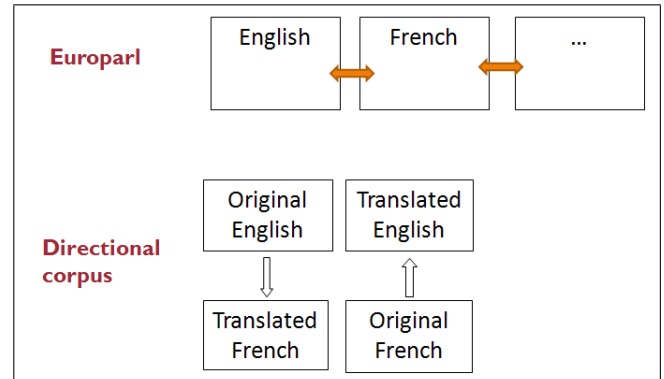 Europarl
English
French
...
Original
English
Translated
English
Directional
corpus
Translated
French
Original
French